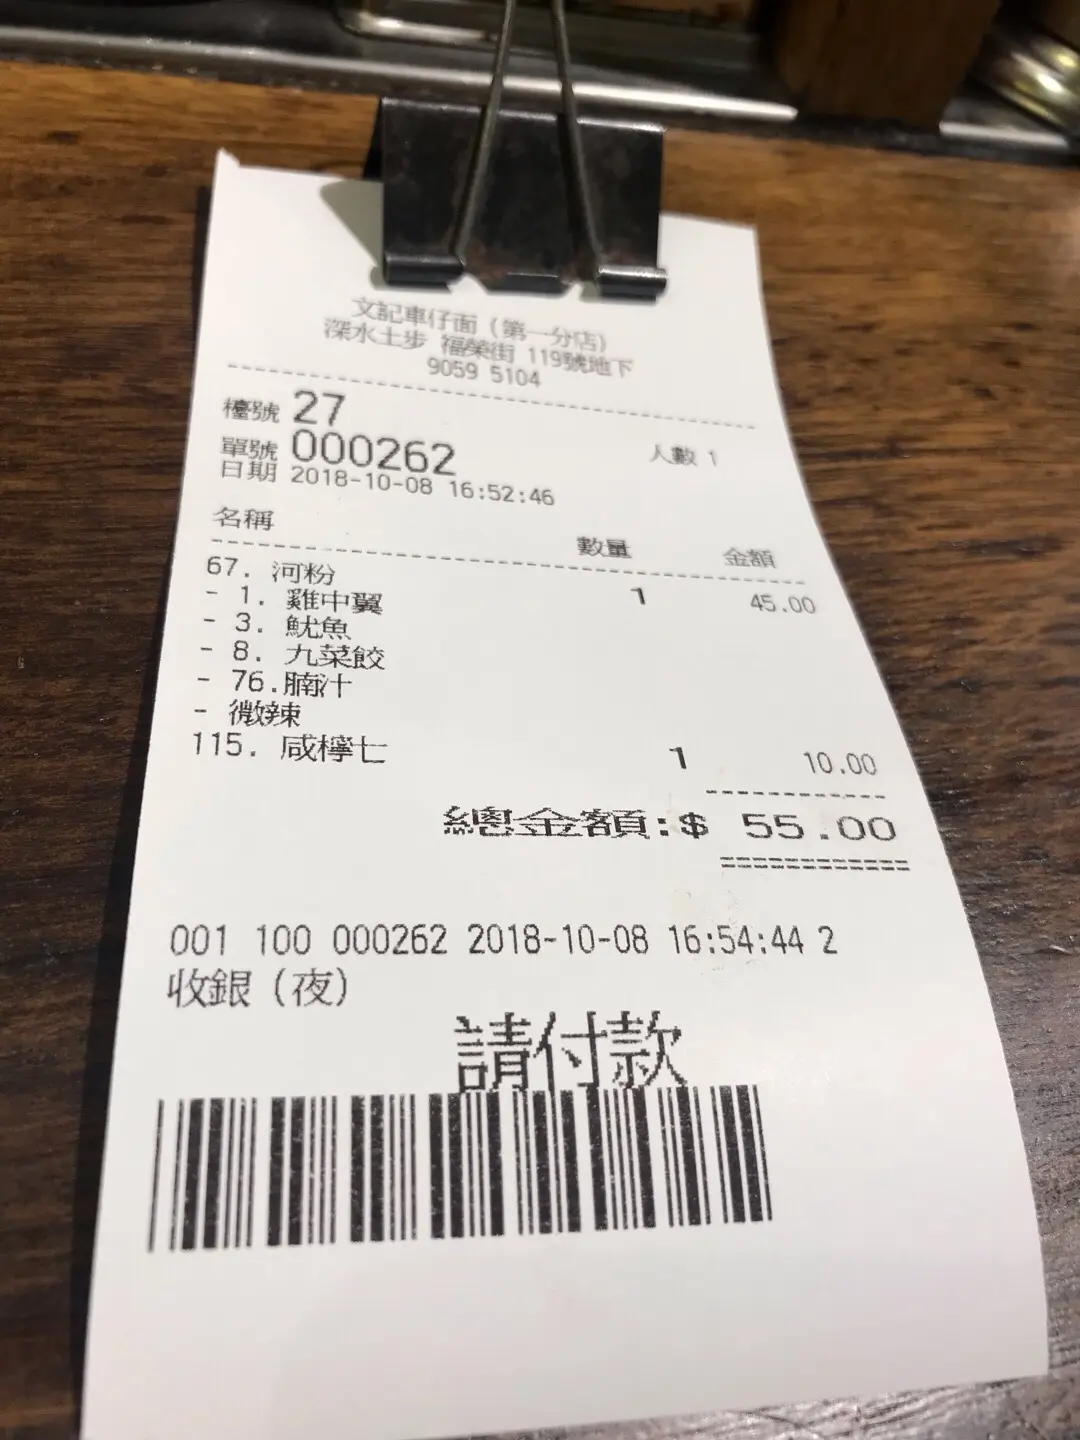 文記車仔面（第一分店）
深水土步 福榮街 119號地下
9059 5104
檯號 27 人數 1
單號 000262
日期 2018-10-08 16:52:46
名稱 數量 金額
67. 河粉 1 45.00
- 1. 雞中翼
- 3. 魷魚
- 8. 九菜餃
- 76.腩汁
- 微辣
115. 咸檸七 1 10.00
總金額:$ 55.00
001 100 000262 2018-10-08 16:54:44 2
收銀（夜）
請付款